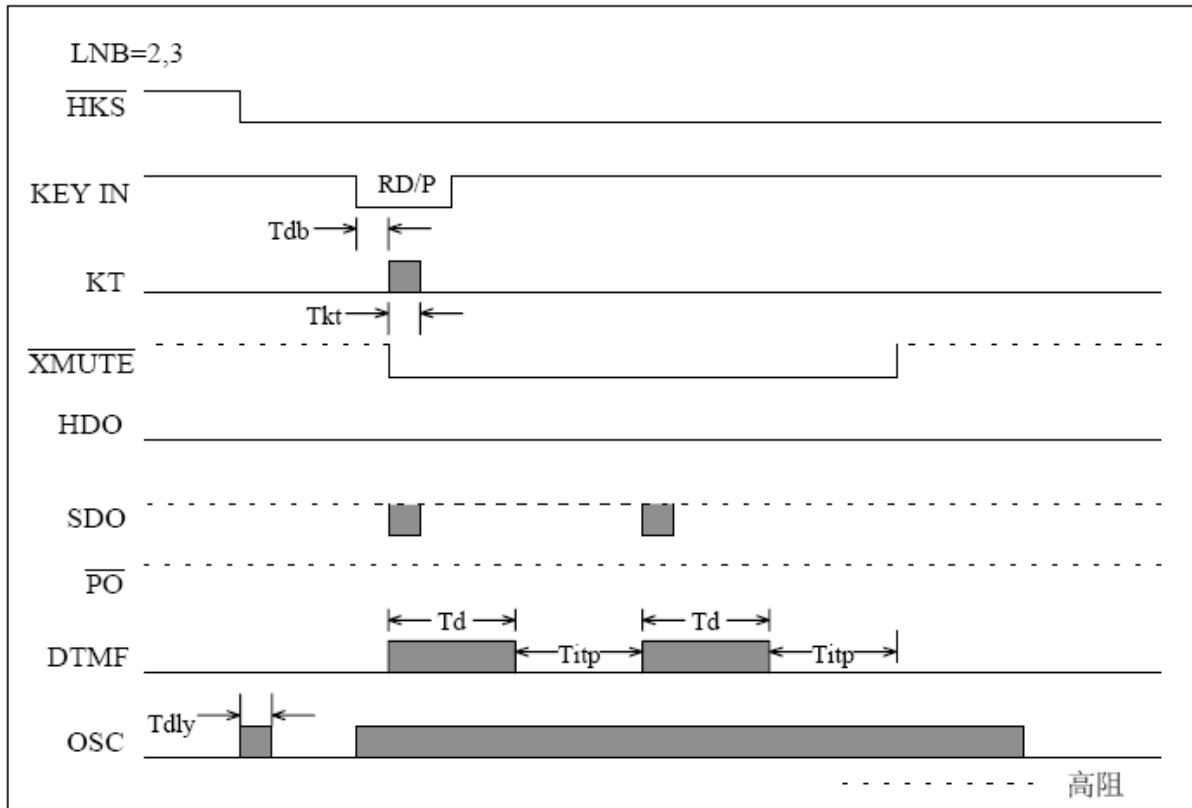 LNB=2,3
HKS
KEY IN
RD/P
Tdb
KT
Tkt
XMUTE
HDO
SDO
PO
Td Td
DTMF
Titp Titp
Tdly
OSC
高阻